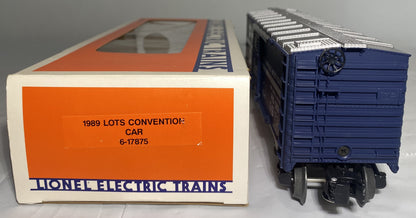 1989 LOTS CONVENTION
CAR
6-17875
LIONEL ELECTRIC TRAINS